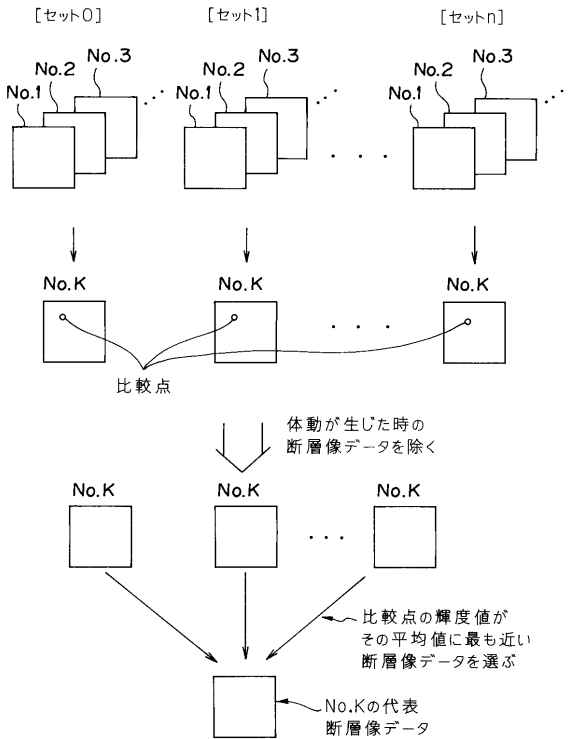 [セット0] [セット1] [セットn]
No.3 No.3 No.3
No.2 No.2 No.2
No.1 No.1 No.1
No.K No.K No.K
比較点
体動が生じた時の
断層像データを除く
No.K No.K No.K
比較点の輝度値が
その平均値に最も近い
断層像データを選ぶ
No.Kの代表
断層像データ